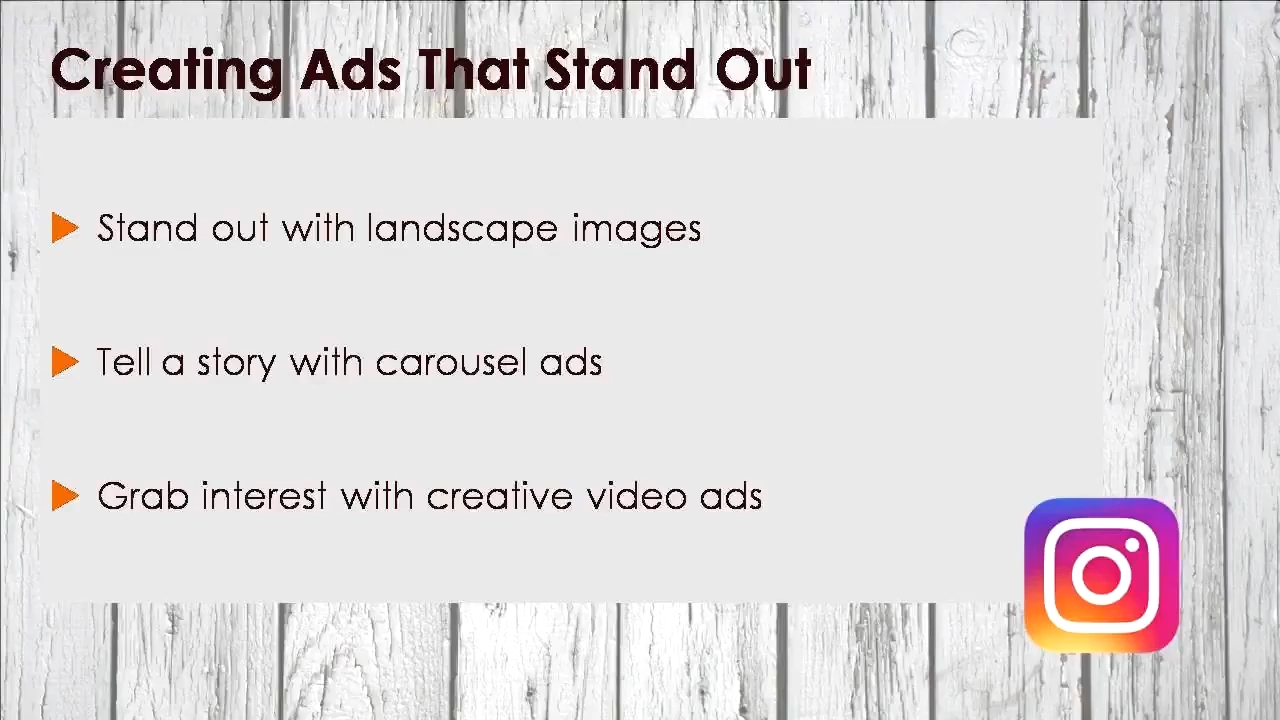 Creating Ads That Stand Out
Stand out with landscape images
Tell a story with carousel ads
Grab interest with creative video ads